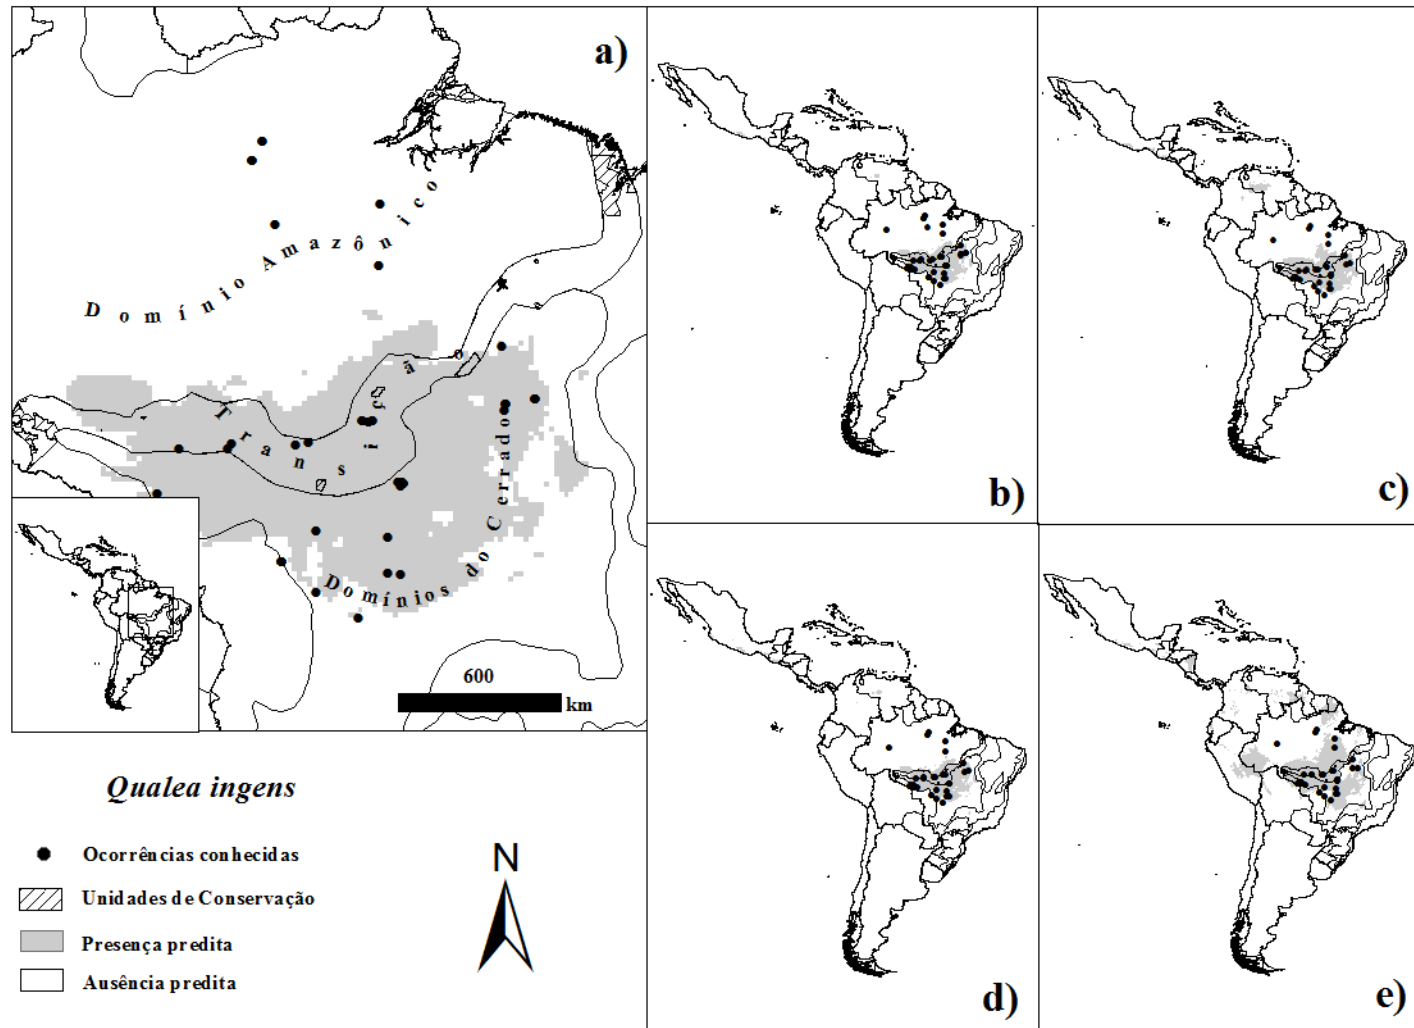 a)
Domínio Amazônico
Transição
Domínios do Cerrado
600
km
b)
c)
d)
e)
Qualea ingens
N
Ocorrências conhecidas
Unidades de Conservação
Presença predita
Ausência predita